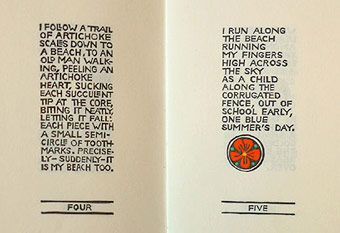 I FOLLOW A TRAIL
OF ARTICHOKE
SCALES DOWN TO
A BEACH, TO AN
OLD MAN WALK-
ING, PEELING AN
ARTICHOKE
HEART, SUCKING
EACH SUCCULENT
TIP AT THE CORE,
BITING IT NEATLY,
LETTING IT FALL:
EACH PIECE WITH
A SMALL SEMI-
CIRCLE OF TOOTH-
MARKS. PRECISE-
LY - SUDDENLY - IT
IS MY BEACH TOO.
FOUR
I RUN ALONG
THE BEACH
RUNNING
MY FINGERS
HIGH ACROSS
THE SKY
AS A CHILD
ALONG THE
CORRUGATED
FENCE, OUT OF
SCHOOL EARLY,
ONE BLUE
SUMMER'S DAY.
FIVE